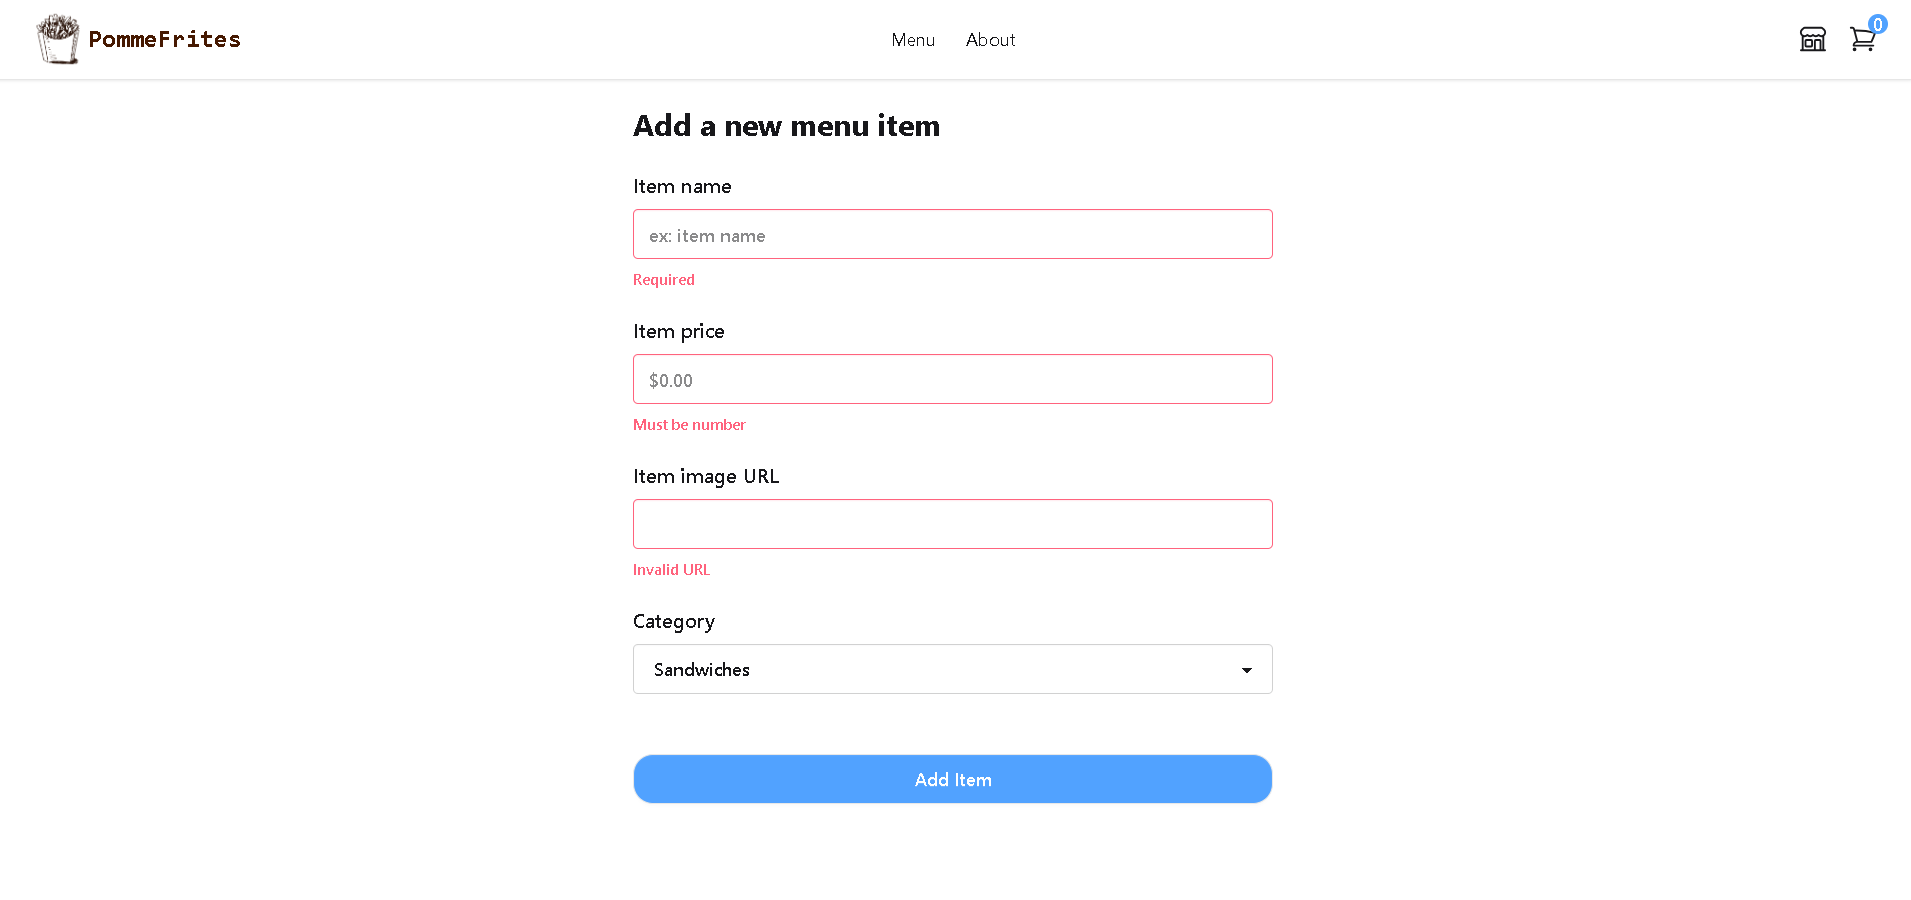 PommeFrites
Menu About
0
Add a new menu item
Item name
ex: item name
Required
Item price
$0.00
Must be number
Item image URL
Invalid URL
Category
Sandwiches
Add Item